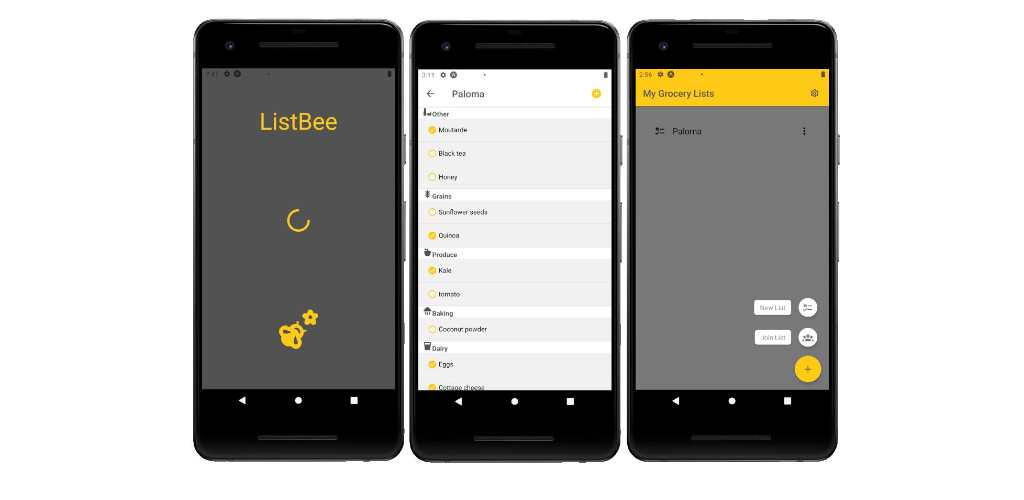 2:47
ListBee
3:11
Paloma
Other
Moutarde
Black tea
Honey
Grains
Sunflower seeds
Quinoa
Produce
Kale
tomato
Baking
Coconut powder
Dairy
Eggs
Cottage cheese
2:56
My Grocery Lists
Paloma
New List
Join List